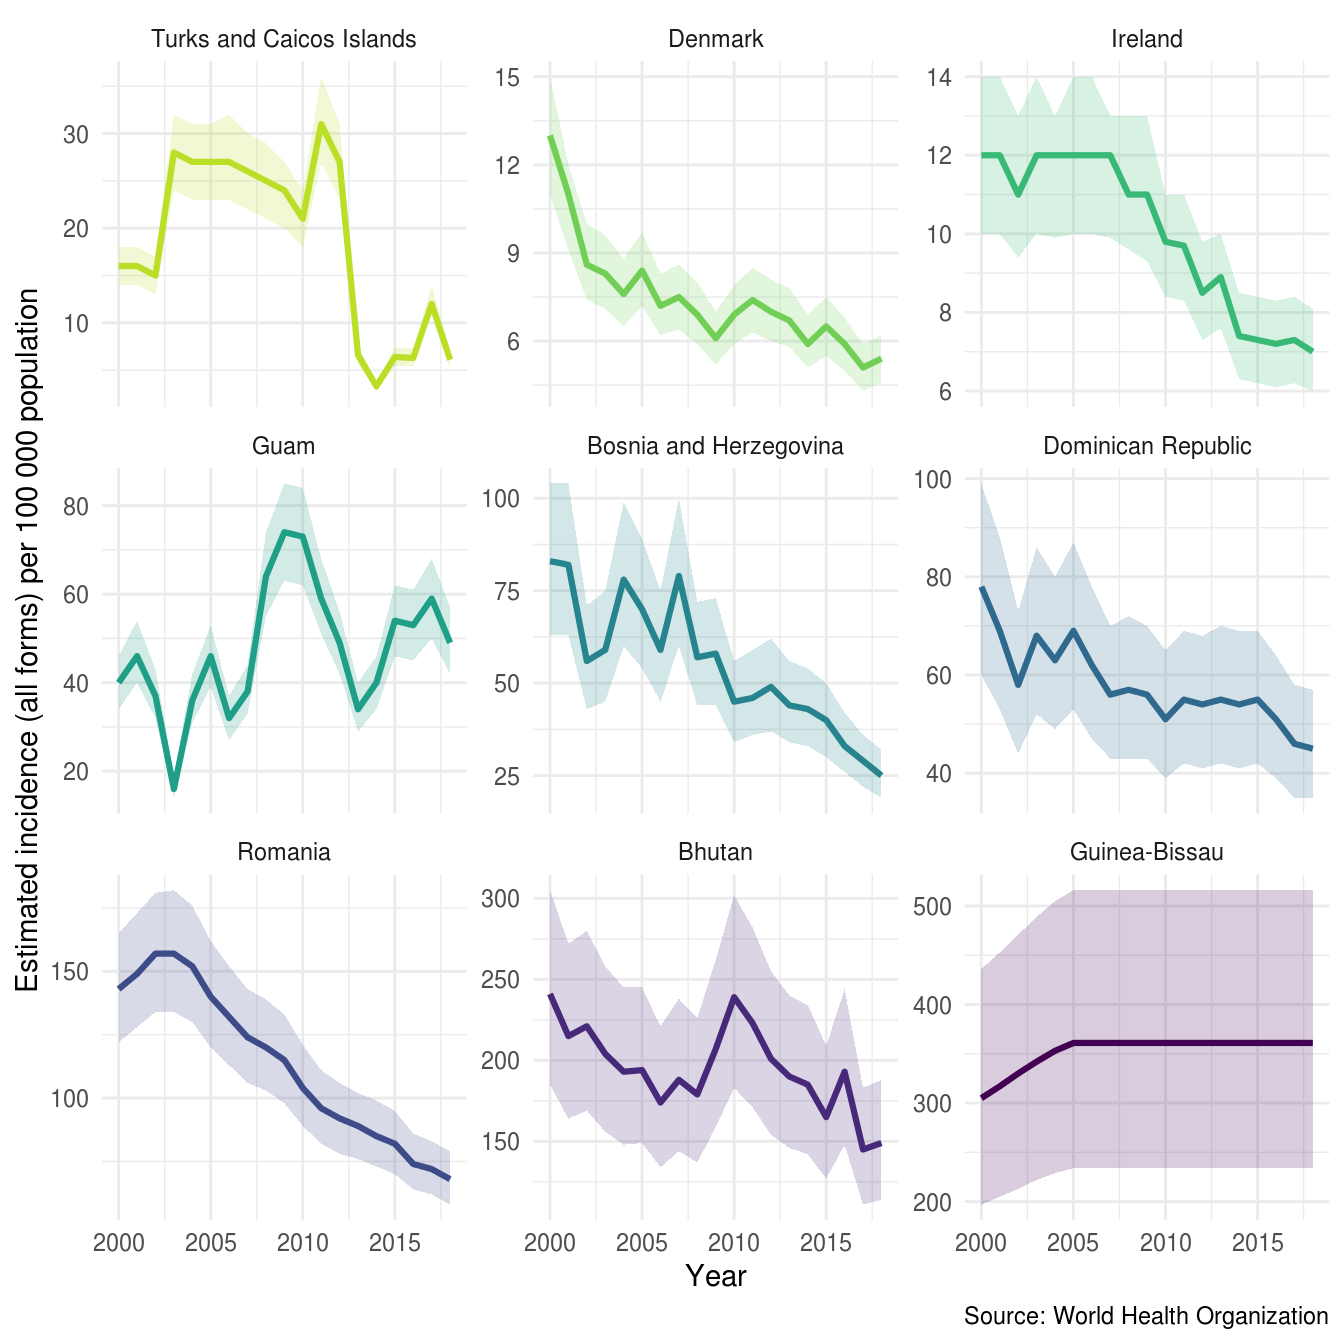 Turks and Caicos Islands
Denmark
Ireland
30
20
10
15
12
9
6
14
12
10
8
6
Estimated incidence (all forms) per 100 000 population
Guam
Bosnia and Herzegovina
Dominican Republic
80
60
40
20
100
75
50
25
100
80
60
40
Romania
Bhutan
Guinea-Bissau
150
100
300
250
200
150
500
400
300
200
2000 2005 2010 2015
2000 2005 2010 2015
2000 2005 2010 2015
Year
Source: World Health Organization